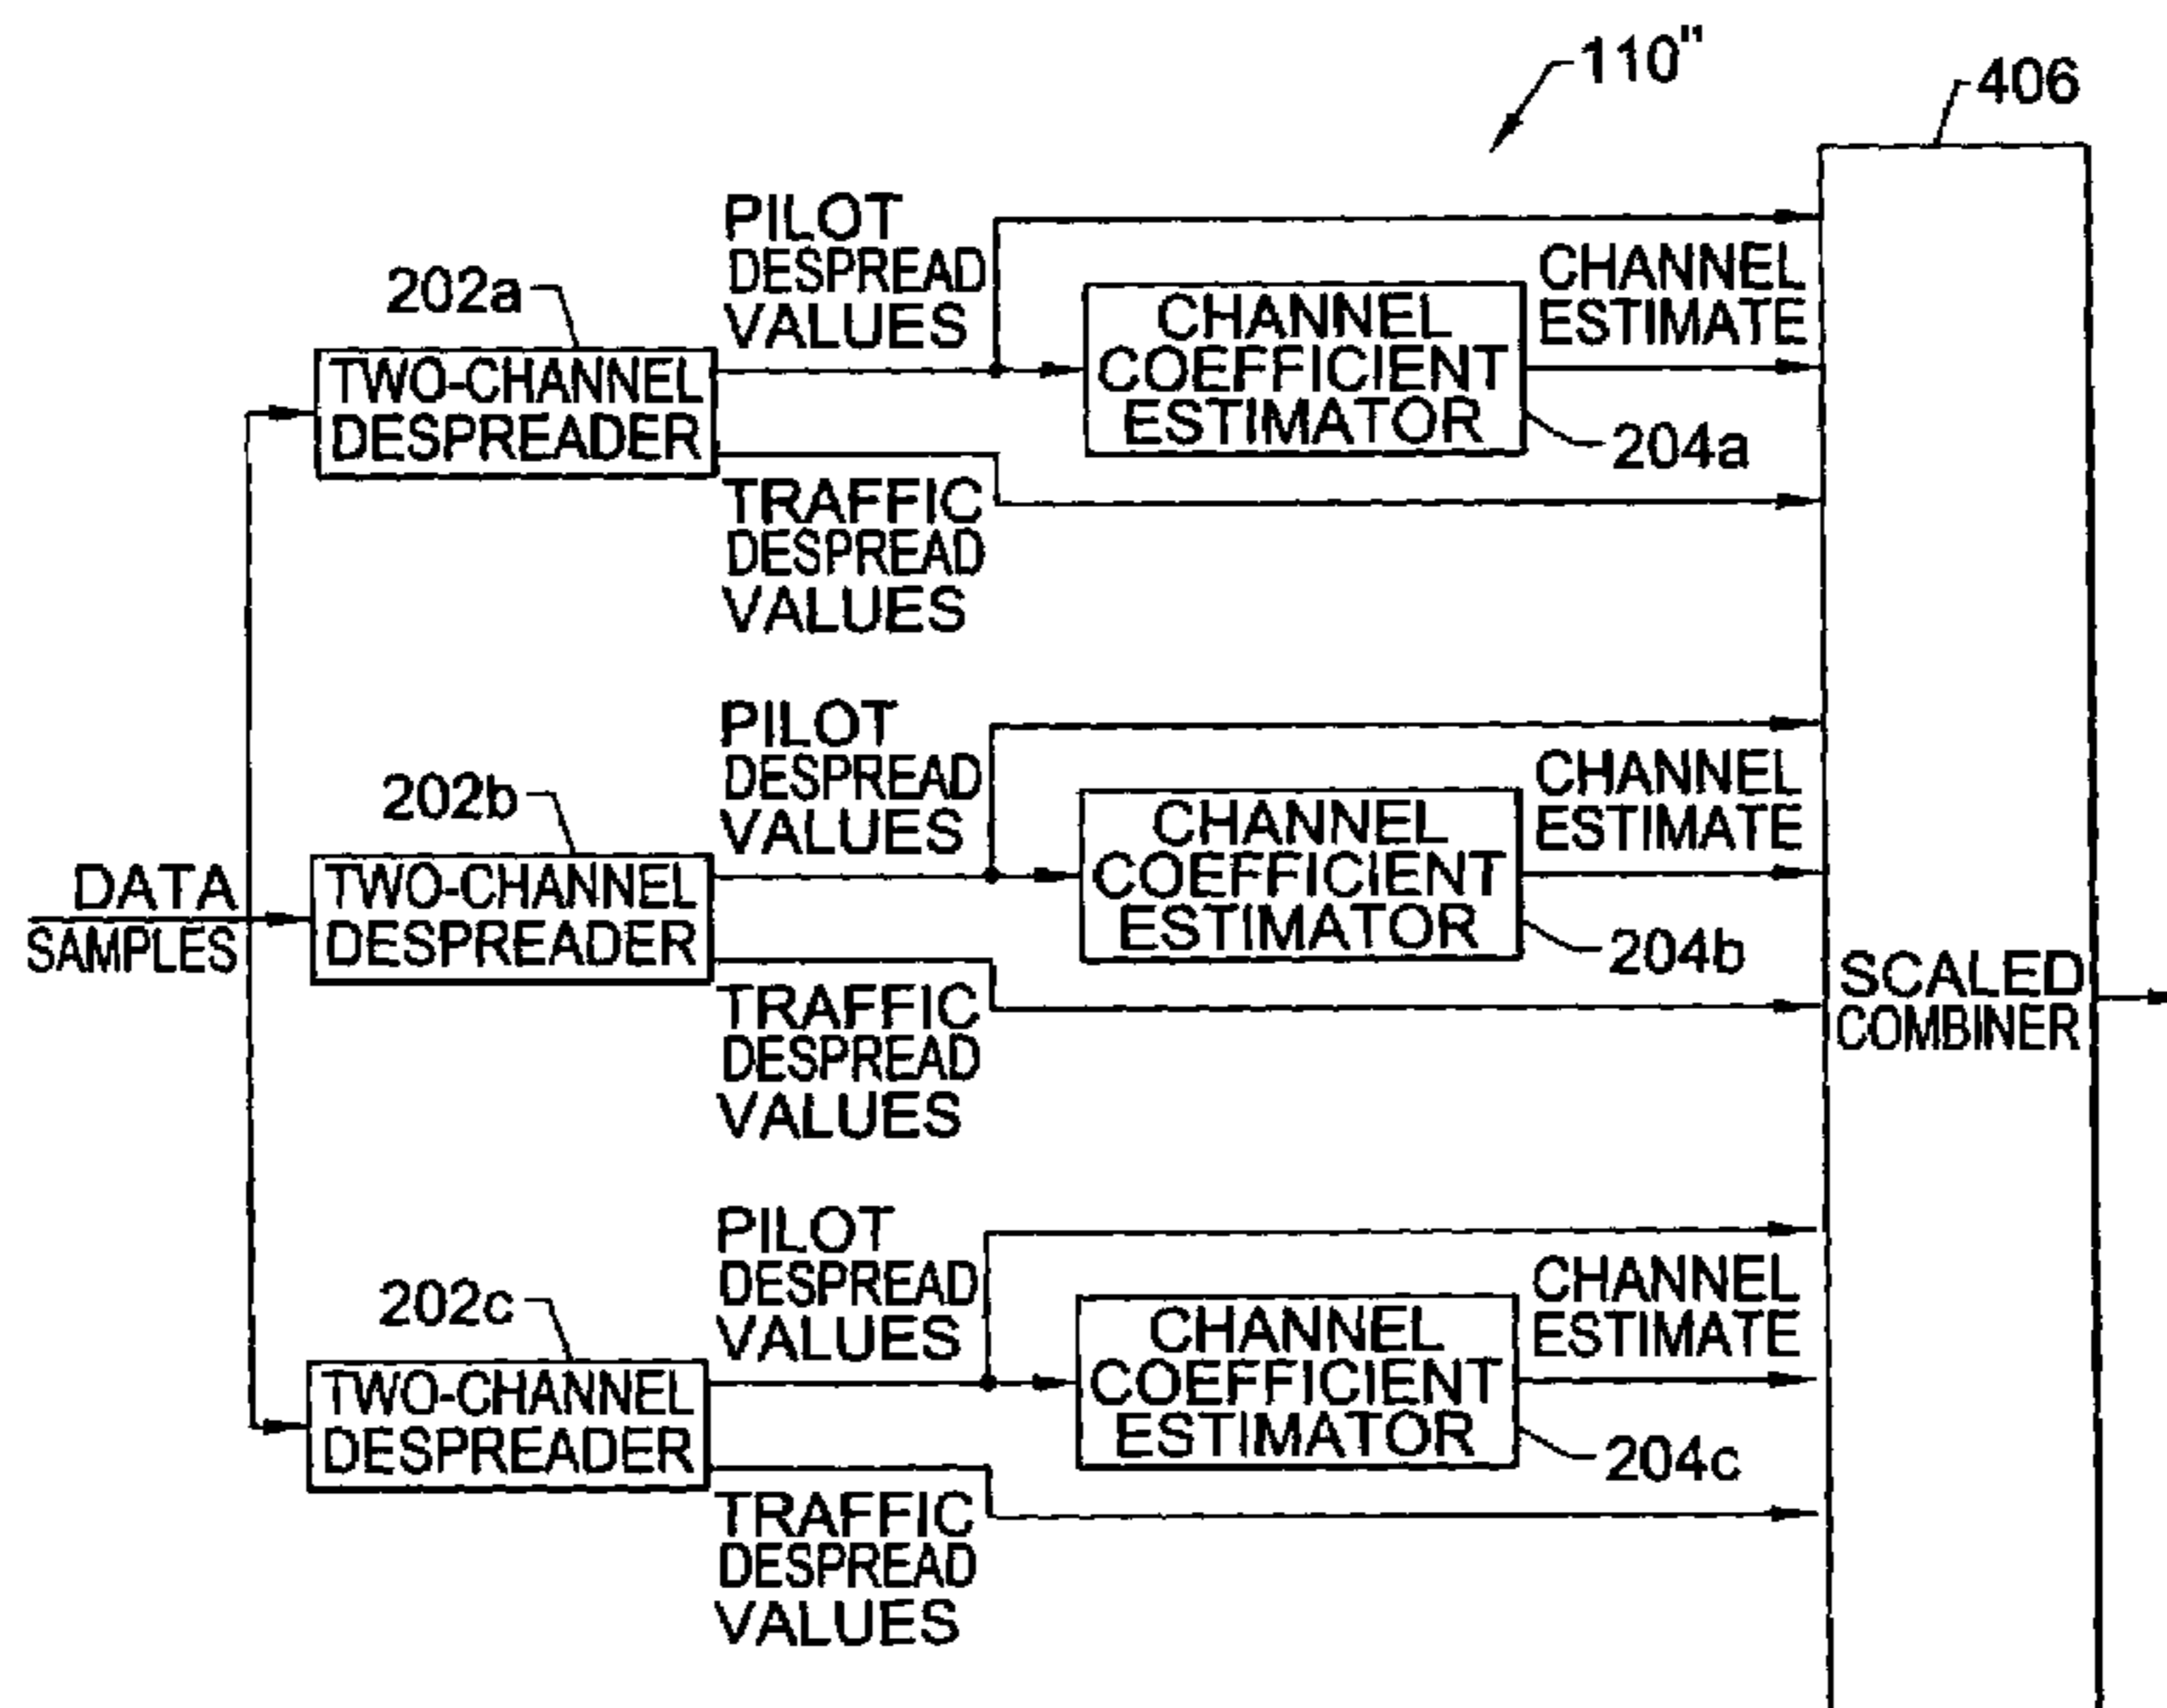 110"
406
PILOT
DESPREAD
VALUES
CHANNEL
ESTIMATE
202a
CHANNEL
COEFFICIENT
ESTIMATOR
TWO-CHANNEL
DESPREADER
204a
TRAFFIC
DESPREAD
VALUES
PILOT
DESPREAD
VALUES
CHANNEL
ESTIMATE
202b
CHANNEL
COEFFICIENT
ESTIMATOR
DATA
SAMPLES
TWO-CHANNEL
DESPREADER
204b
SCALED
COMBINER
TRAFFIC
DESPREAD
VALUES
PILOT
DESPREAD
VALUES
CHANNEL
ESTIMATE
202c
CHANNEL
COEFFICIENT
ESTIMATOR
TWO-CHANNEL
DESPREADER
204c
TRAFFIC
DESPREAD
VALUES